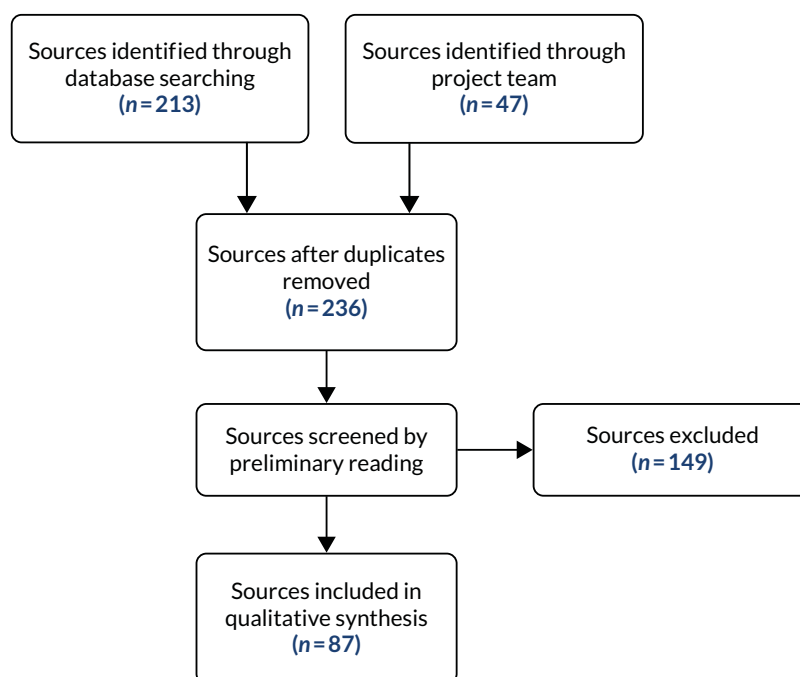 Sources identified through
database searching
(n=213)
Sources identified through
project team
(n=47)
Sources after duplicates
removed
(n=236)
Sources screened by
preliminary reading
Sources excluded
(n=149)
Sources included in
qualitative synthesis
(n=87)